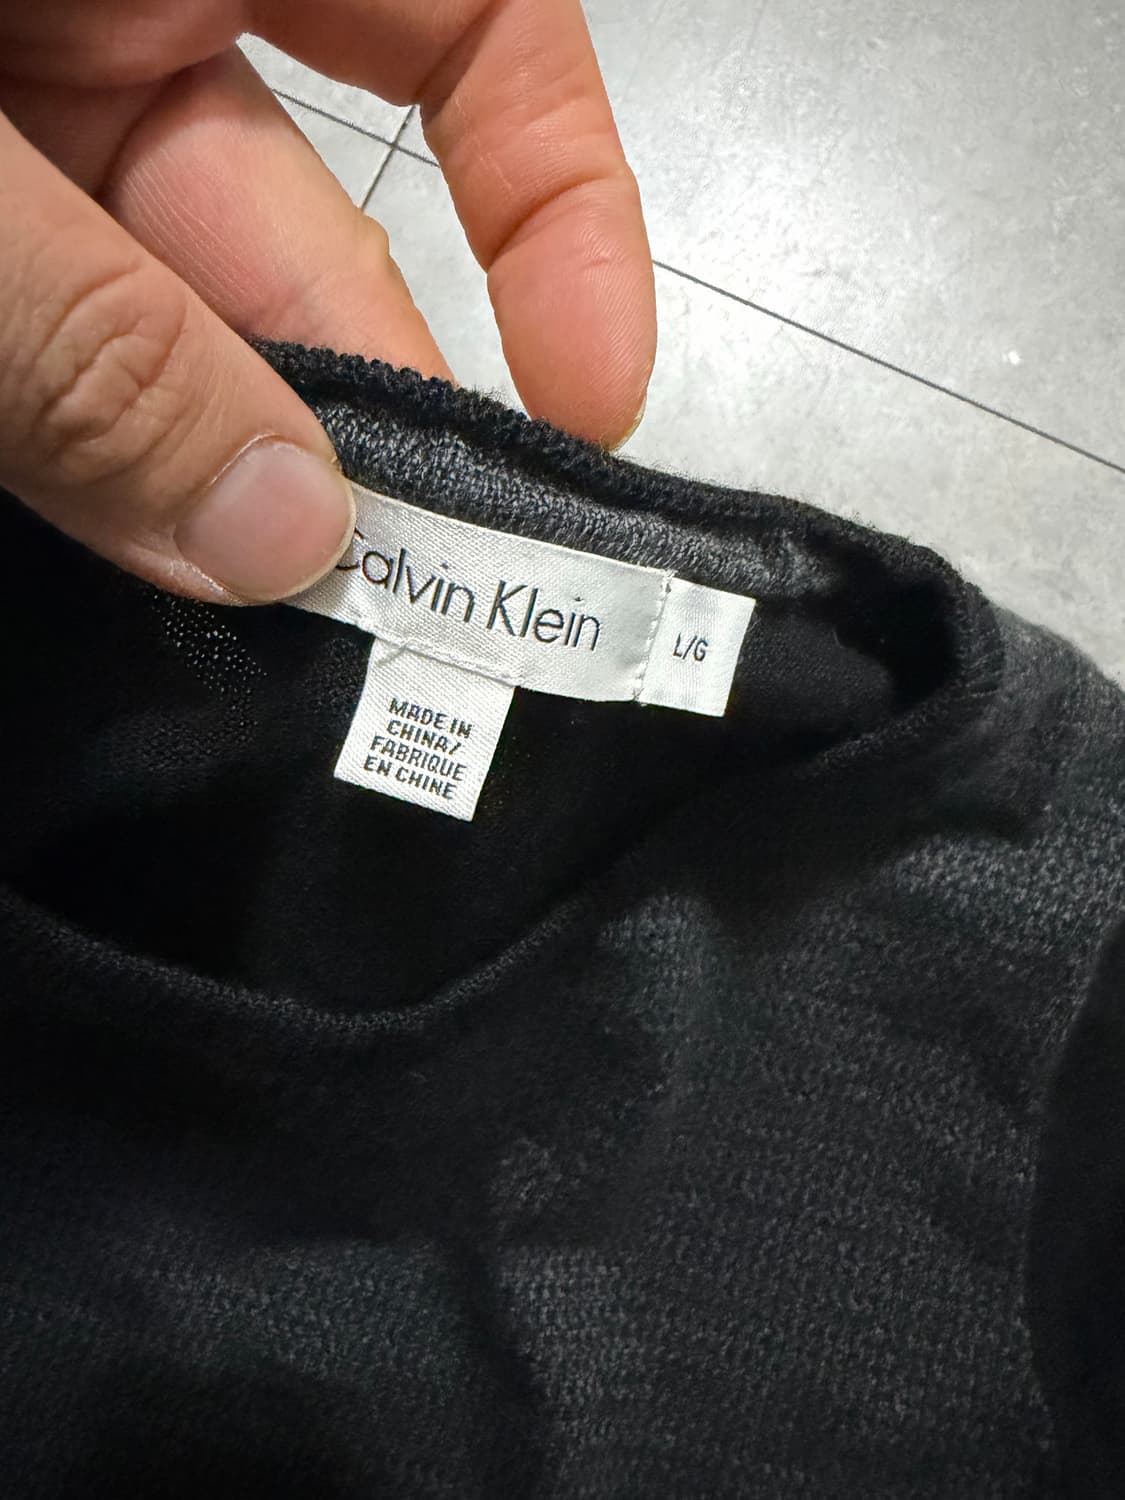 Calvin Klein
L/G
MADE IN
CHINA/
FABRIQUE
EN CHINE